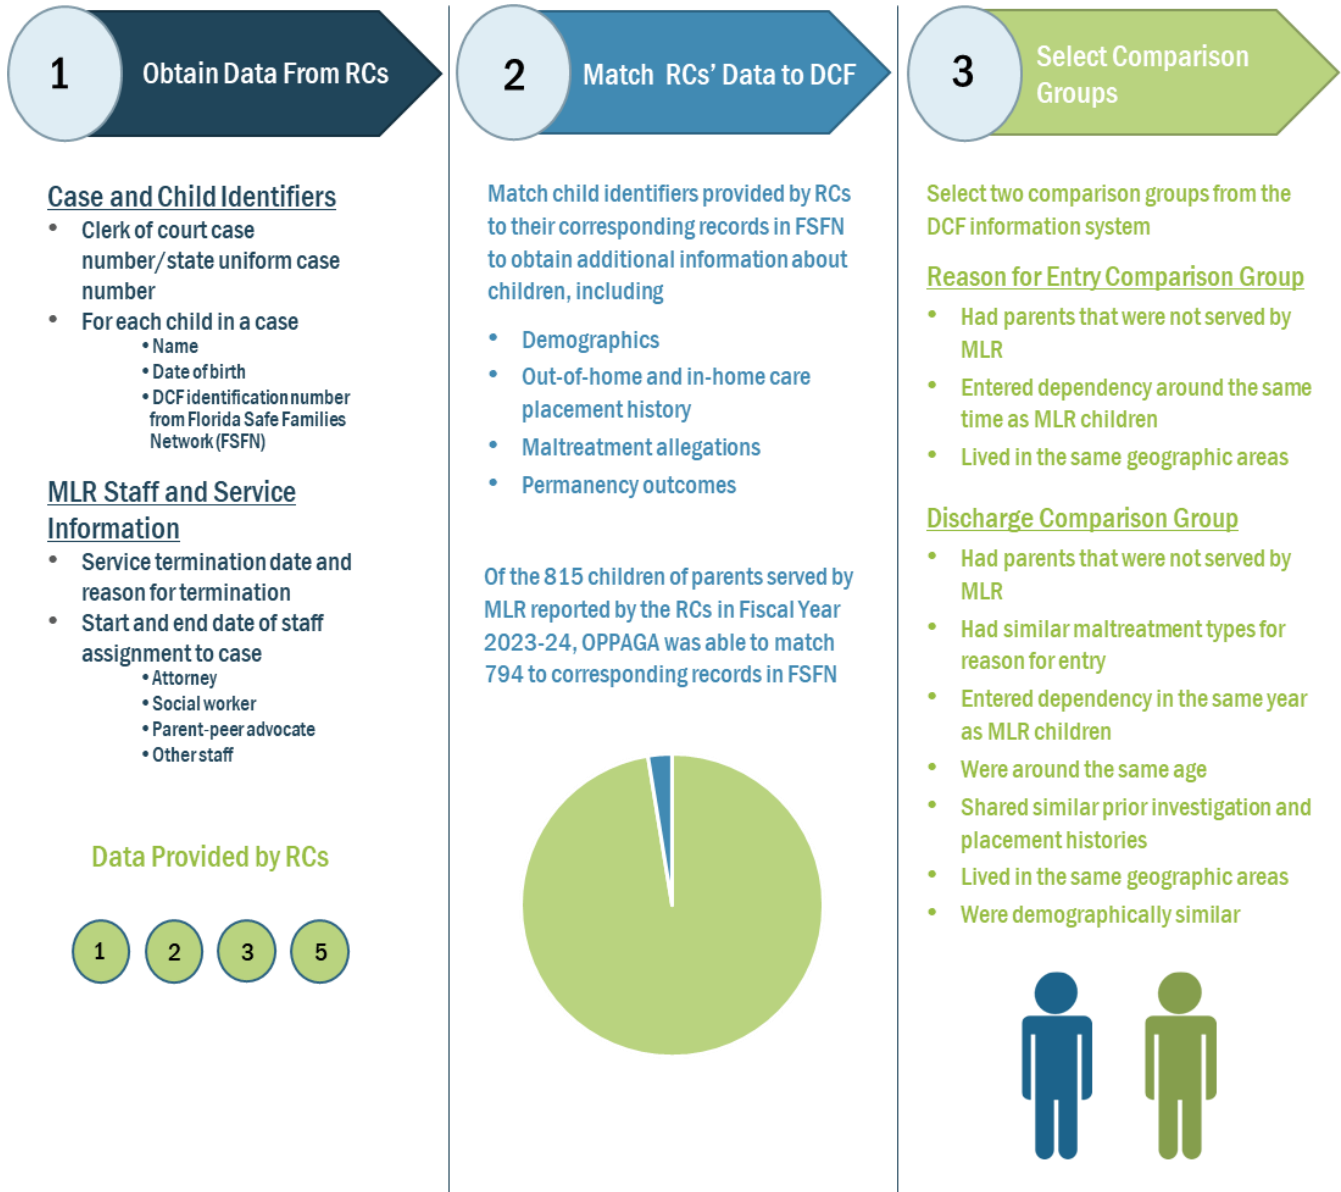 1
Obtain Data From RCs
Case and Child Identifiers
• Clerk of court case
number/state uniform case
number
• For each child in a case
• Name
• Date of birth
• DCF identification number
from Florida Safe Families
Network (FSFN)
MLR Staff and Service
Information
• Service termination date and
reason for termination
• Start and end date of staff
assignment to case
• Attorney
• Social worker
• Parent-peer advocate
• Other staff
Data Provided by RCs
1 2 3 5
2
Match RCs' Data to DCF
Match child identifiers provided by RCs
to their corresponding records in FSFN
to obtain additional information about
children, including
• Demographics
• Out-of-home and in-home care
placement history
• Maltreatment allegations
• Permanency outcomes
Of the 815 children of parents served by
MLR reported by the RCs in Fiscal Year
2023-24, OPPAGA was able to match
794 to corresponding records in FSFN
3
Select Comparison
Groups
Select two comparison groups from the
DCF information system
Reason for Entry Comparison Group
• Had parents that were not served by
MLR
• Entered dependency around the same
time as MLR children
• Lived in the same geographic areas
Discharge Comparison Group
• Had parents that were not served by
MLR
• Had similar maltreatment types for
reason for entry
• Entered dependency in the same year
as MLR children
• Were around the same age
• Shared similar prior investigation and
placement histories
• Lived in the same geographic areas
• Were demographically similar